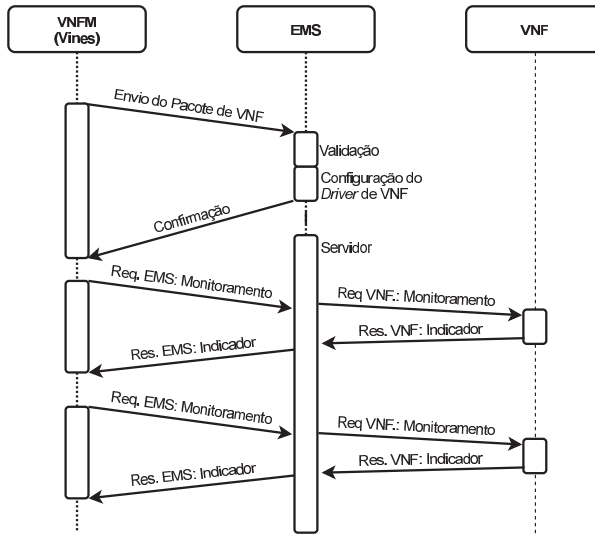 VNFM
(Vines)
EMS
VNF
Envio do Pacote de VNF
Validação
Configuração do
Driver de VNF
Confirmação
Servidor
Req. EMS: Monitoramento
Req VNF.: Monitoramento
Res. VNF: Indicador
Res. EMS: Indicador
Req. EMS: Monitoramento
Req VNF.: Monitoramento
Res. VNF: Indicador
Res. EMS: Indicador